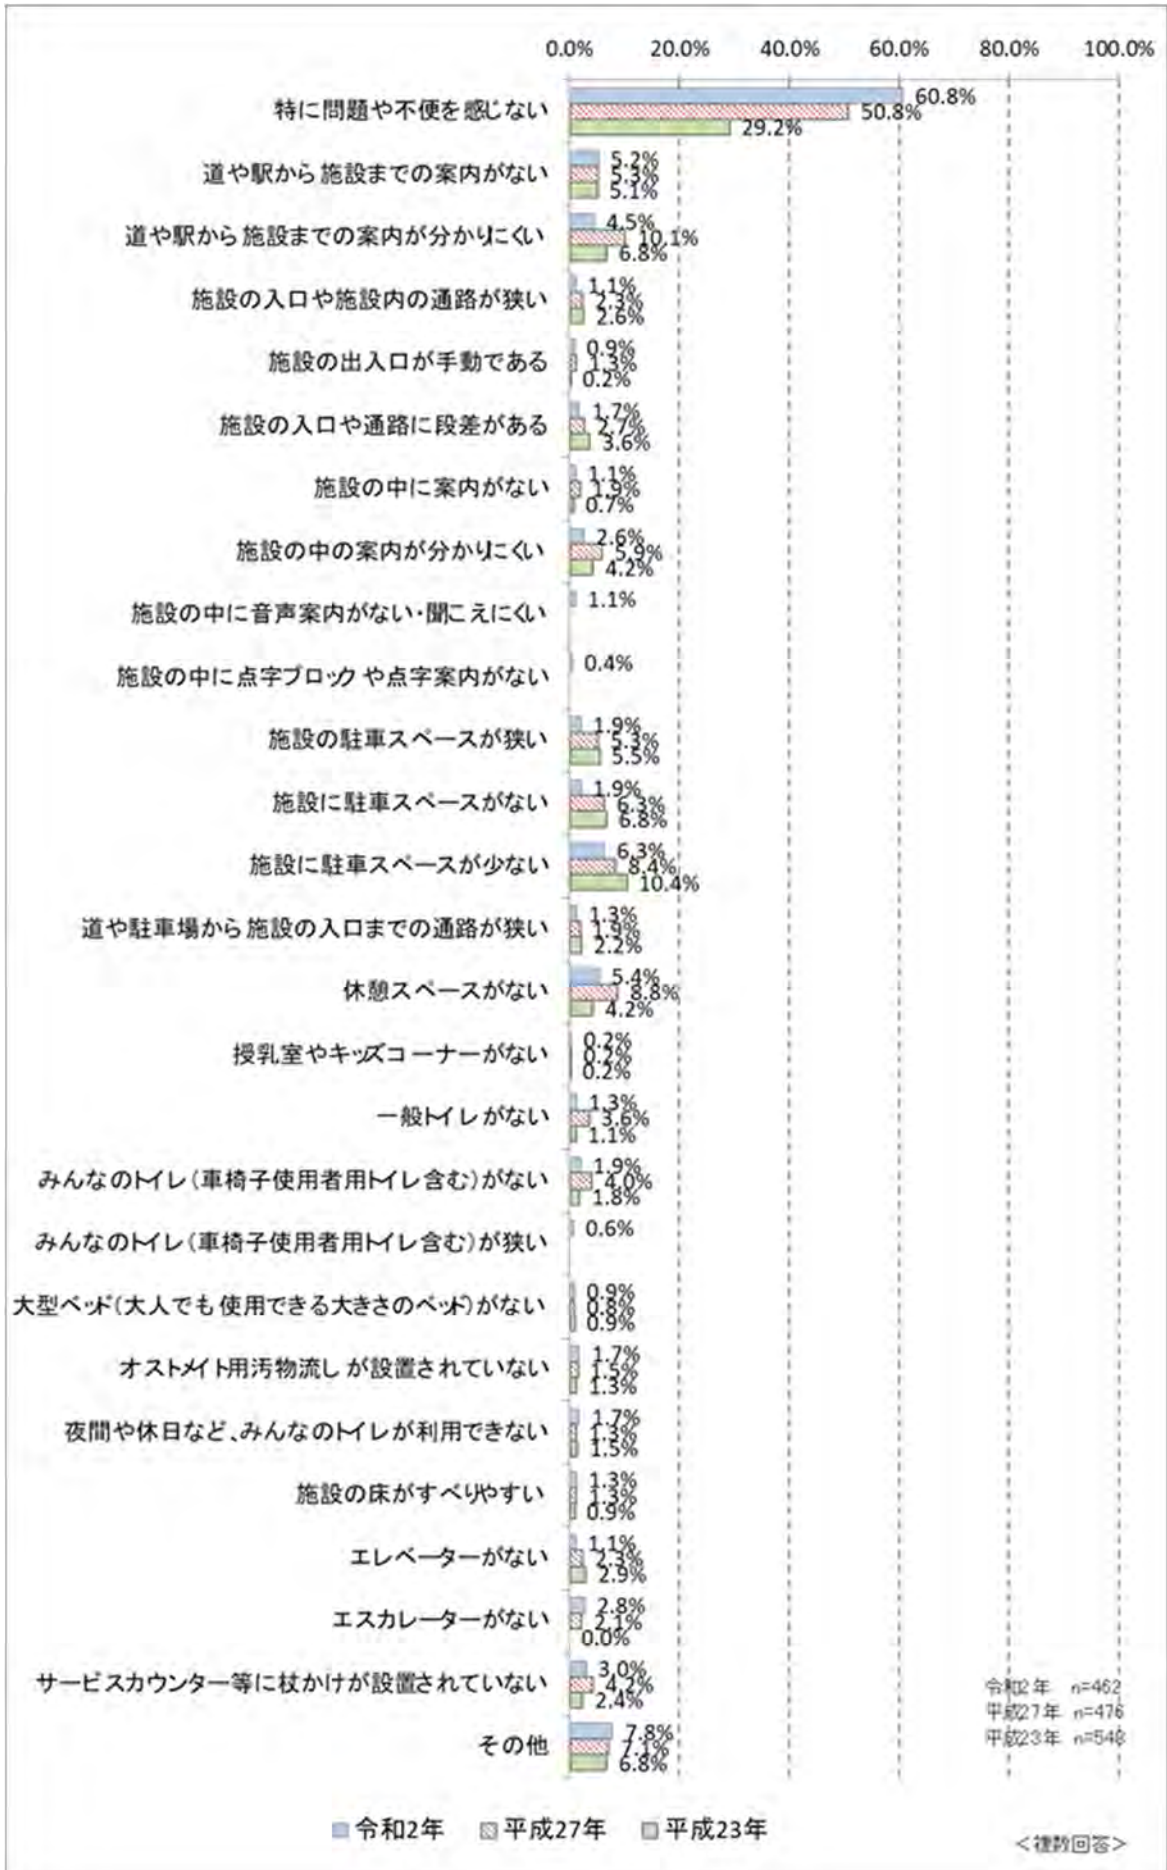 0.0% 20.0% 40.0% 60.0% 80.0% 100.0%
特に問題や不便を感じない
60.8%
50.8%
29.2%
道や駅から施設までの案内がない
5.2%
5.3%
5.1%
道や駅から施設までの案内が分かりにくい
4.5%
10.1%
6.8%
施設の入口や施設内の通路が狭い
1.1%
2.3%
2.6%
施設の出入口が手動である
0.9%
1.3%
0.2%
施設の入口や通路に段差がある
1.7%
2.7%
3.6%
施設の中に案内がない
1.1%
1.9%
0.7%
施設の中の案内が分かりにくい
2.6%
5.9%
4.2%
施設の中に音声案内がない・聞こえにくい
1.1%
施設の中に点字ブロックや点字案内がない
0.4%
施設の駐車スペースが狭い
1.9%
5.3%
5.5%
施設に駐車スペースがない
1.9%
6.3%
6.8%
施設に駐車スペースが少ない
6.3%
8.4%
10.4%
道や駐車場から施設の入口までの通路が狭い
1.3%
1.9%
2.2%
休憩スペースがない
5.4%
8.8%
4.2%
授乳室やキッズコーナーがない
0.2%
0.2%
0.2%
一般トイレがない
1.3%
3.6%
1.1%
みんなのトイレ(車椅子使用者用トイレ含む)がない
1.9%
4.0%
1.8%
みんなのトイレ(車椅子使用者用トイレ含む)が狭い
0.6%
大型ベッド(大人でも使用できる大きさのベッド)がない
0.9%
0.8%
0.9%
オストメイト用汚物流しが設置されていない
1.7%
1.5%
1.3%
夜間や休日など、みんなのトイレが利用できない
1.7%
1.3%
1.5%
施設の床がすべりやすい
1.3%
1.3%
0.9%
エレベーターがない
1.1%
2.3%
2.9%
エスカレーターがない
2.8%
2.1%
0.0%
サービスカウンター等に杖かけが設置されていない
3.0%
4.2%
2.4%
その他
7.8%
7.1%
6.8%
令和2年 n=462
平成27年 n=476
平成23年 n=548
令和2年 平成27年 平成23年
<複数回答>